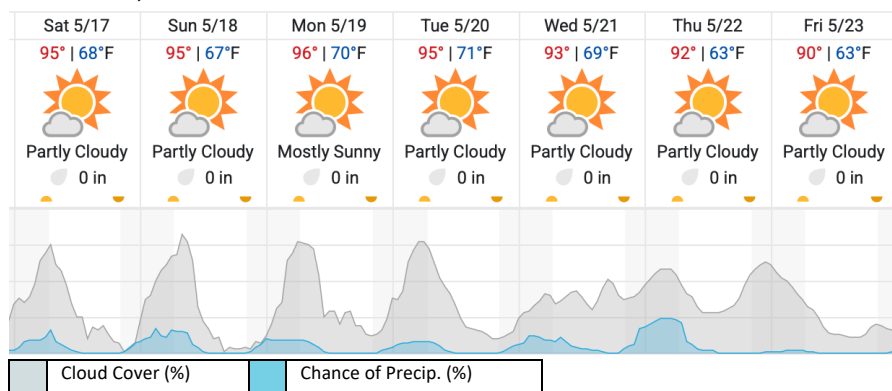 Sat 5/17 Sun 5/18 Mon 5/19 Tue 5/20 Wed 5/21 Thu 5/22 Fri 5/23
95° | 68°F 95° | 67°F 96° | 70°F 95° | 71°F 93° | 69°F 92° | 63°F 90° | 63°F
Partly Cloudy Partly Cloudy Mostly Sunny Partly Cloudy Partly Cloudy Partly Cloudy Partly Cloudy
0 in 0 in 0 in 0 in 0 in 0 in 0 in
Cloud Cover (%) Chance of Precip. (%)